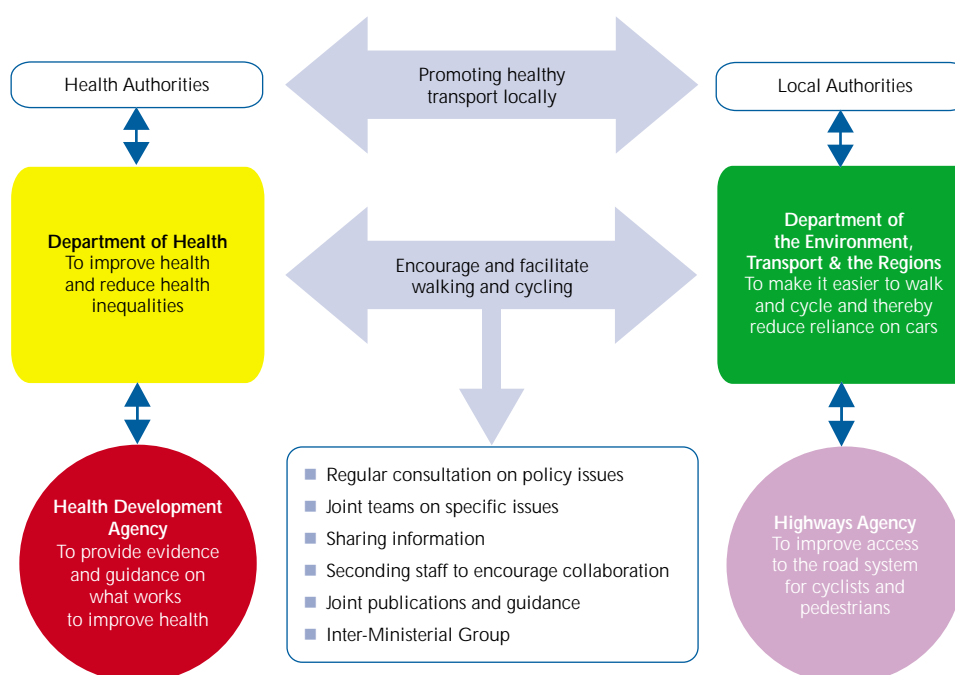 Health Authorities
Promoting healthy
transport locally
Local Authorities
Department of Health
To improve health
and reduce health
inequalities
Encourage and facilitate
walking and cycling
Department of
the Environment,
Transport & the Regions
To make it easier to walk
and cycle and thereby
reduce reliance on cars
Health Development
Agency
To provide evidence
and guidance on
what works
to improve health
Regular consultation on policy issues
Joint teams on specific issues
Sharing information
Seconding staff to encourage collaboration
Joint publications and guidance
Inter-Ministerial Group
Highways Agency
To improve access
to the road system
for cyclists and
pedestrians